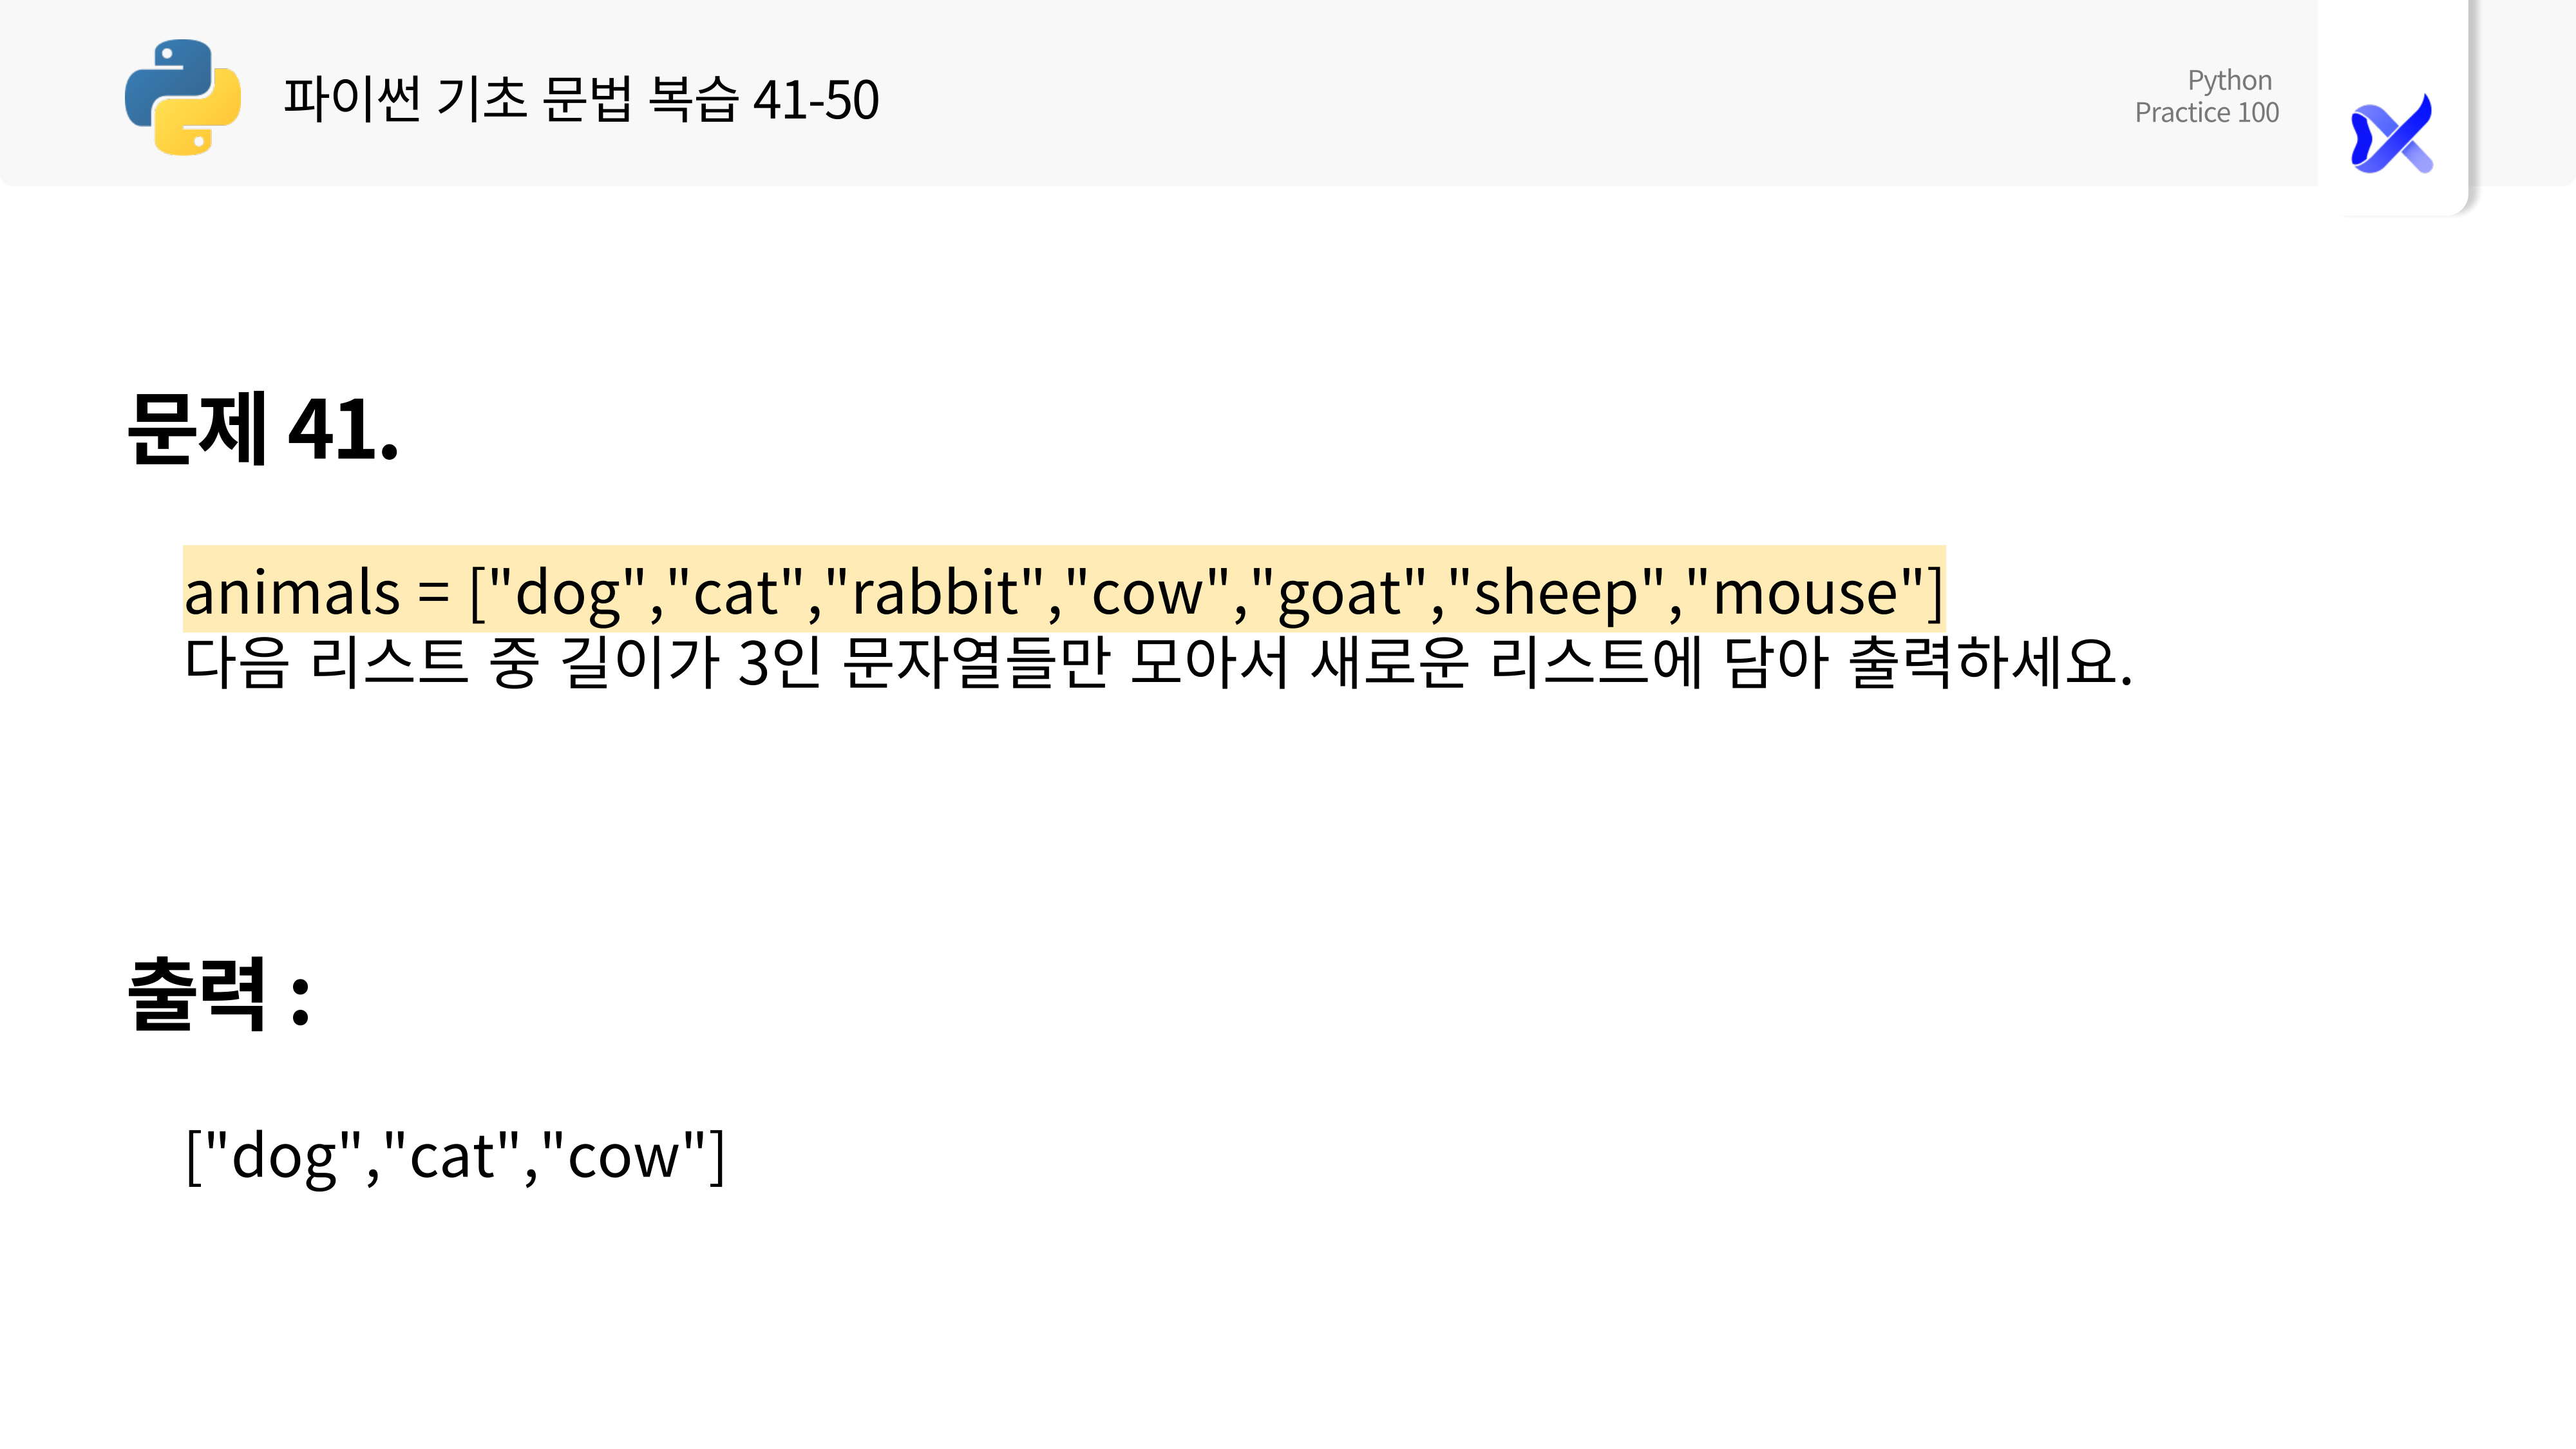 파이썬 기초 문법 복습 41-50
Python
Practice 100
문제 41.
animals = ["dog","cat","rabbit","cow","goat","sheep","mouse"]
다음 리스트 중 길이가 3인 문자열들만 모아서 새로운 리스트에 담아 출력하세요.
출력 :
["dog","cat","cow"]